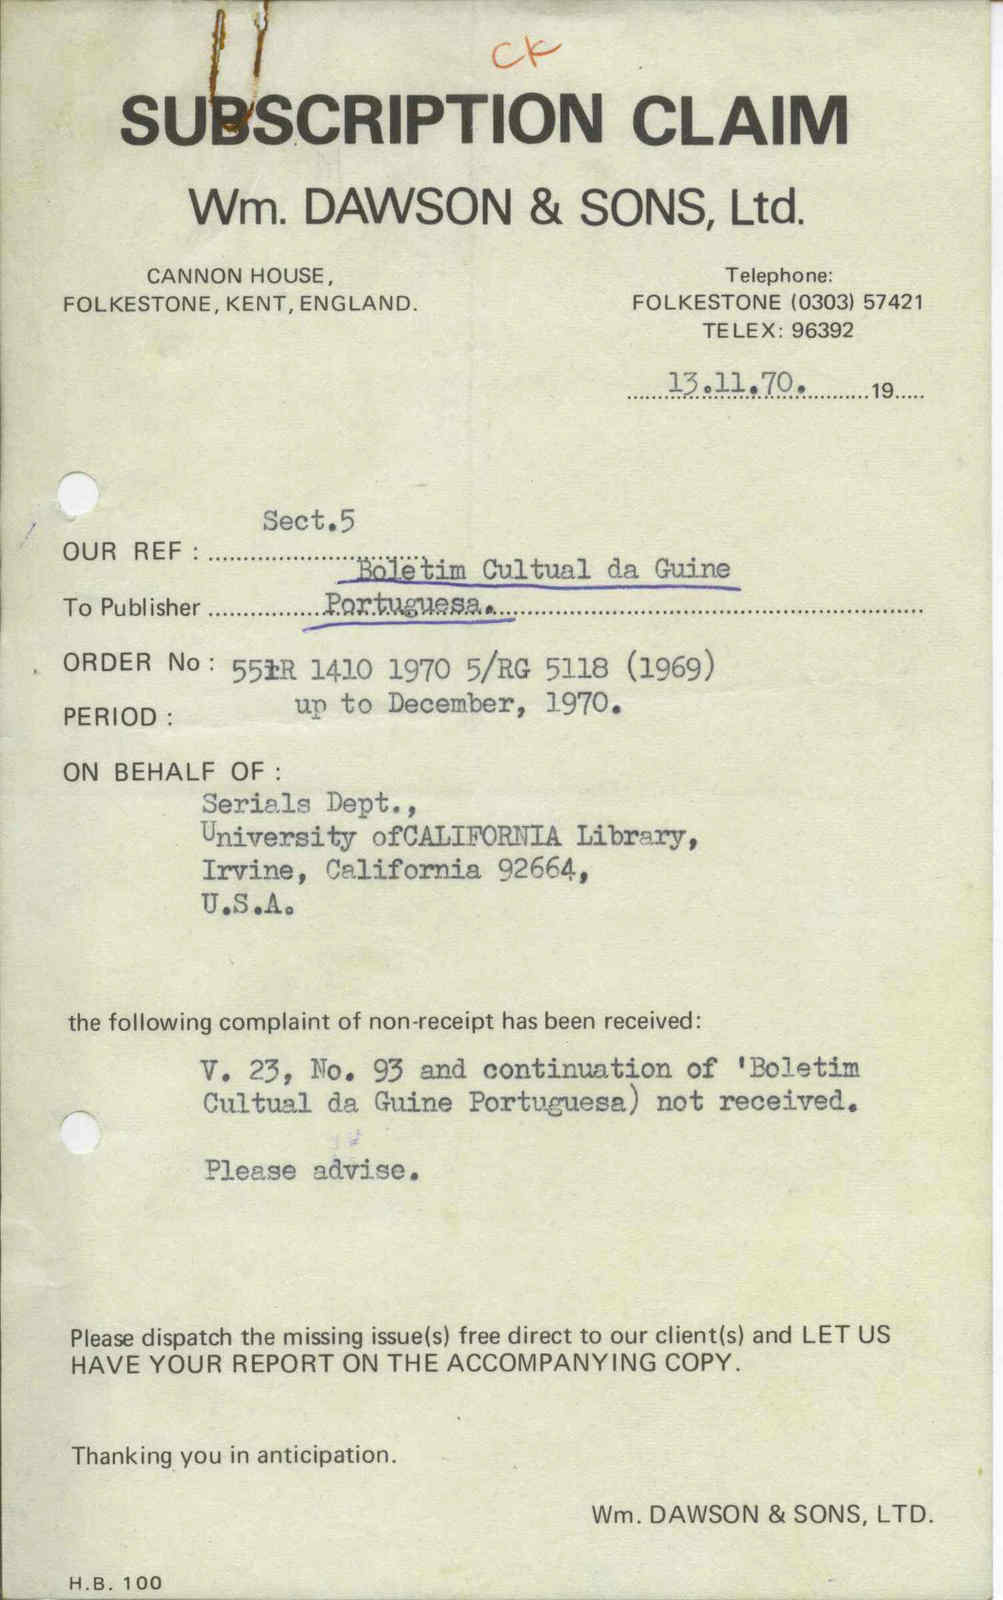 CK
SUBSCRIPTION CLAIM
Wm. DAWSON & SONS, Ltd.
CANNON HOUSE,
FOLKESTONE, KENT, ENGLAND.
Telephone:
FOLKESTONE (0303) 57421
TELEX: 96392
13.11.70. 19
Sect.5
OUR REF :
Boletim Cultual da Guine
To Publisher Portuguesa.
ORDER No : 1410 1970 5/RG 5118 (1969)
PERIOD : up to December, 1970.
ON BEHALF OF :
Serials Dept.,
University ofCALIFORNIA Library,
Irvine, California 92664,
U.S.A.
the following complaint of non-receipt has been received:
V. 23, No. 93 and continuation of 'Boletim
Cultual da Guine Portuguesa) not received.
Please advise.
Please dispatch the missing issue(s) free direct to our client(s) and LET US
HAVE YOUR REPORT ON THE ACCOMPANYING COPY.
Thanking you in anticipation.
Wm. DAWSON & SONS, LTD.
H.B. 100